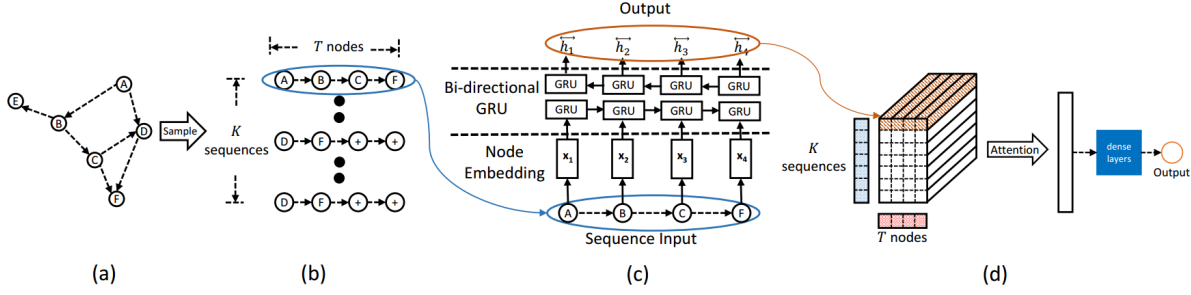 E
A
B
D
C
F
Sample
(a)
T nodes
K
sequences
A B C F
D F + +
D F + +
(b)
Output
h1 h2 h3 h4
Bi-directional
GRU
GRU GRU GRU GRU
GRU GRU GRU GRU
Node
Embedding
x1 x2 x3 x4
A B C F
Sequence Input
(c)
K
sequences
T nodes
Attention
dense
layers
Output
(d)